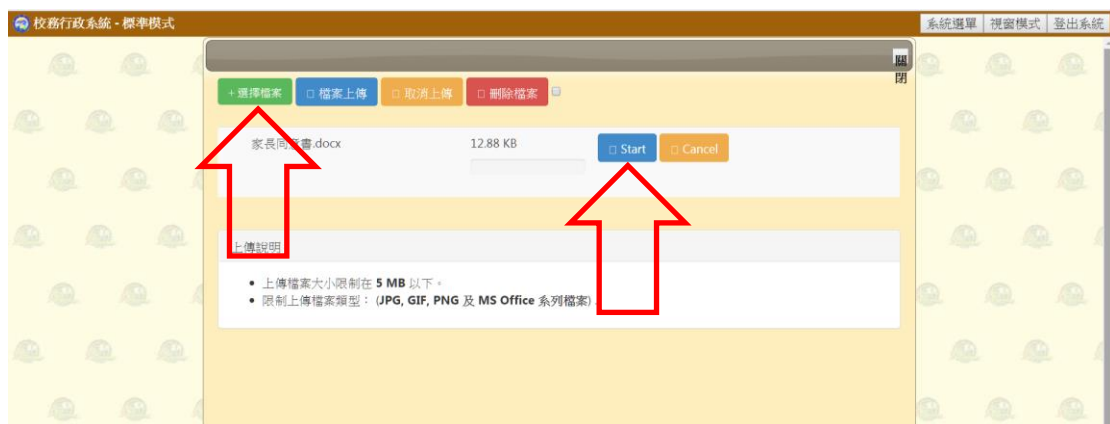 校務行政系統 - 標準模式
系統選單 視窗模式 登出系統
關閉
+ 選擇檔案 檔案上傳 取消上傳 刪除檔案
家長同意書.docx 12.88 KB Start Cancel
上傳說明
• 上傳檔案大小限制在 5 MB 以下。
• 限制上傳檔案類型： (JPG, GIF, PNG 及 MS Office 系列檔案)